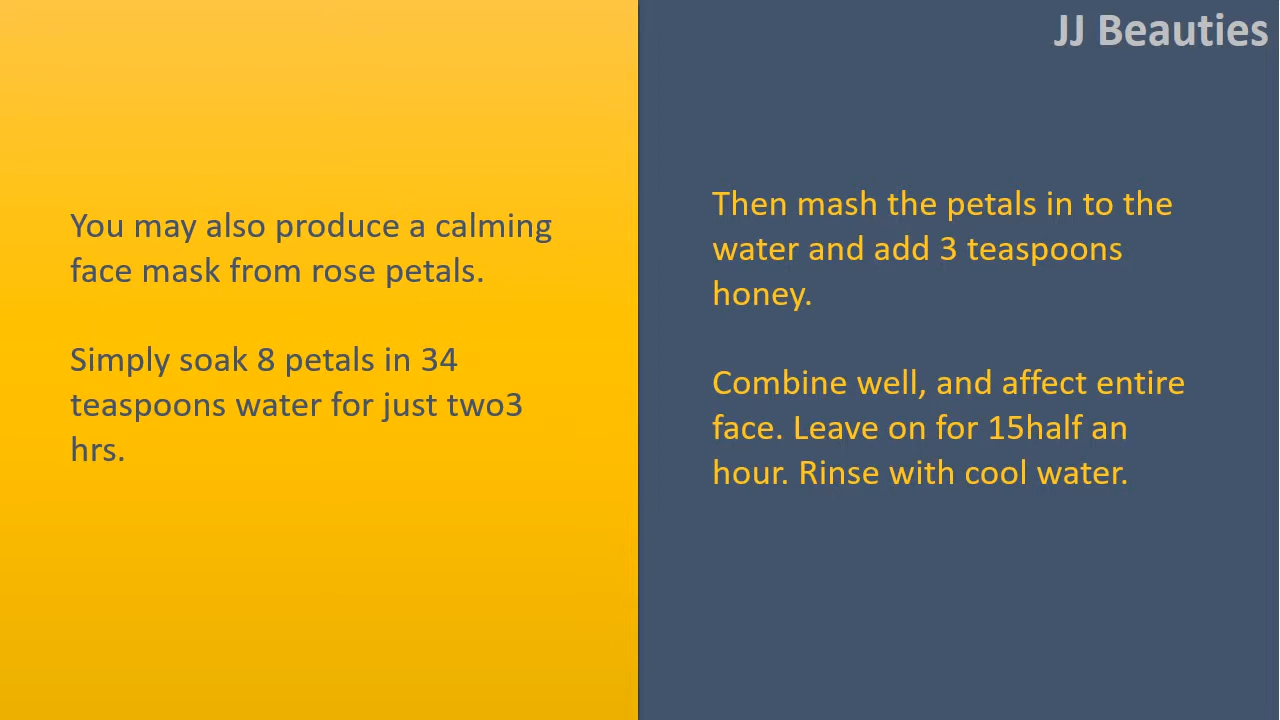 JJ Beauties
You may also produce a calming
face mask from rose petals.
Simply soak 8 petals in 34
teaspoons water for just two3
hrs.
Then mash the petals in to the
water and add 3 teaspoons
honey.
Combine well, and affect entire
face. Leave on for 15half an
hour. Rinse with cool water.